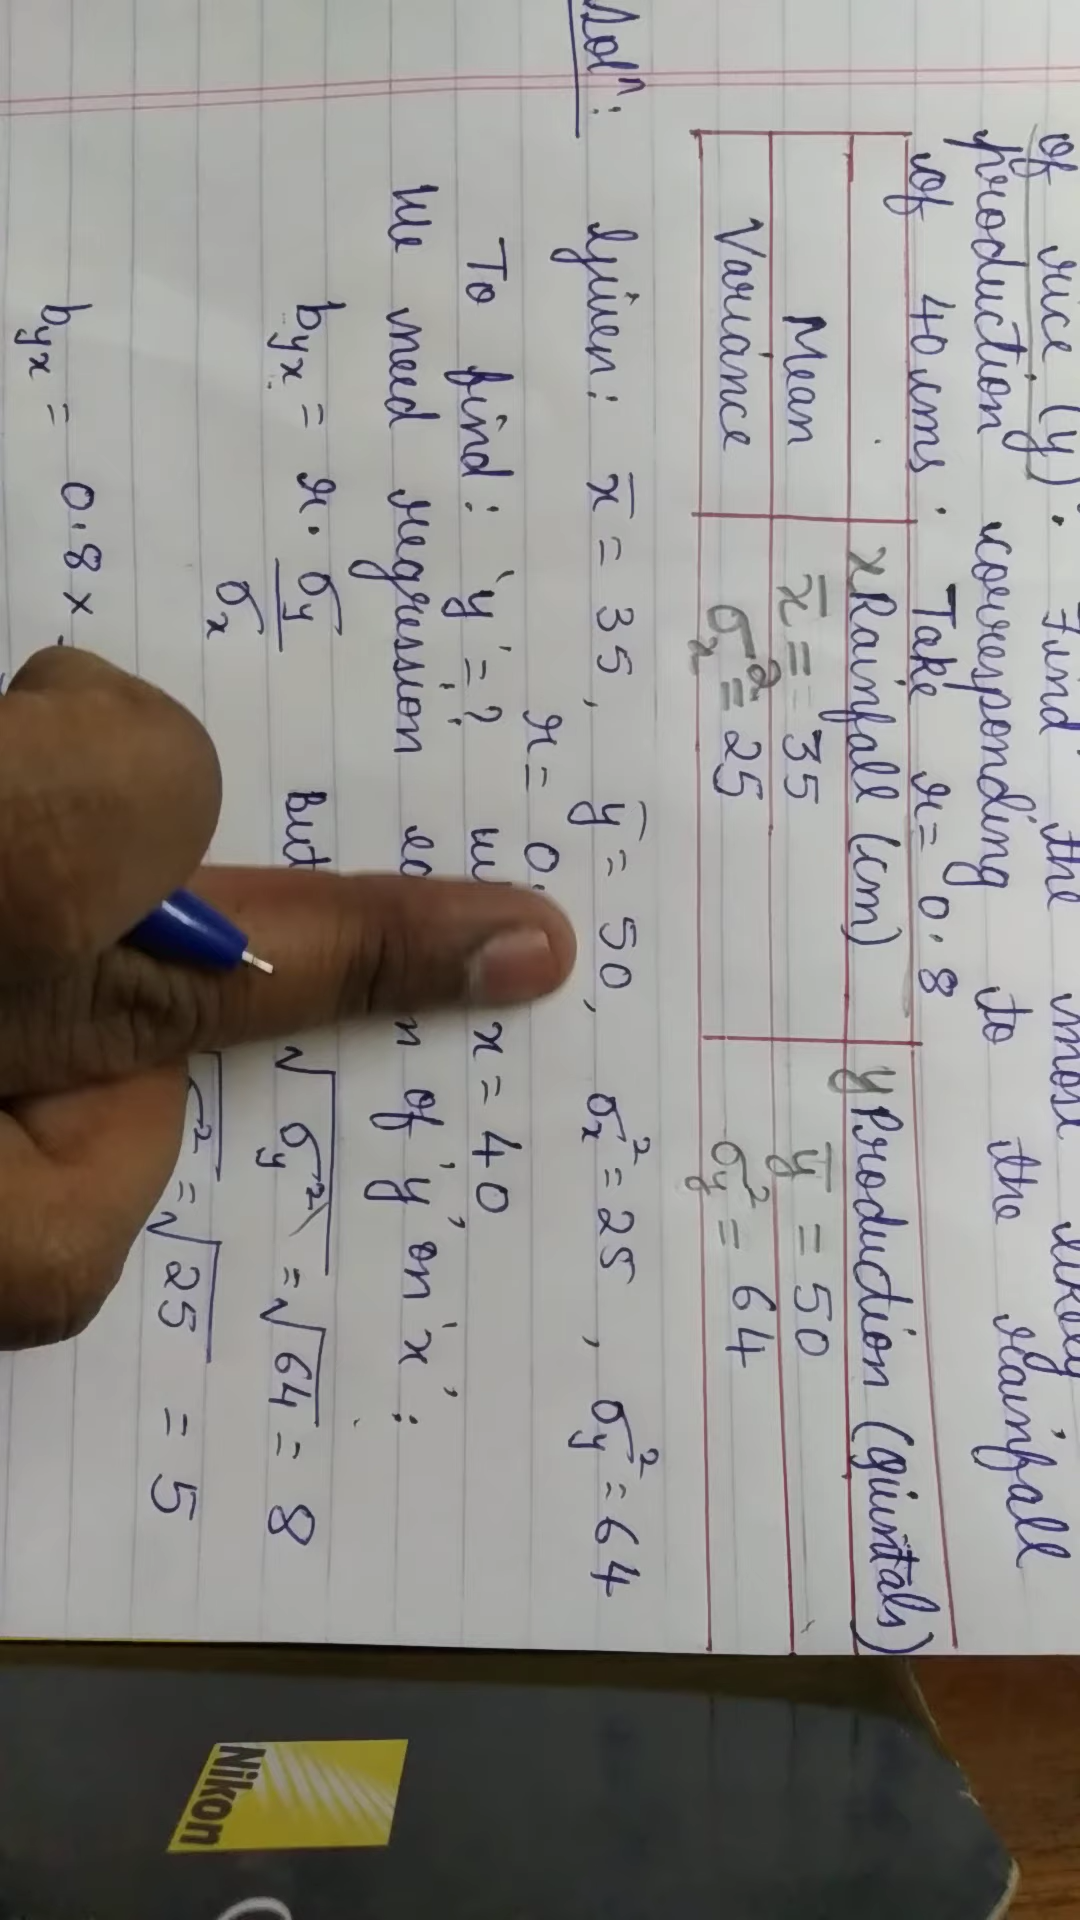 of rice (y). Find the most likely
production corresponding to the rainfall
of 40 cms. Take r = 0.8
x Rainfall (cm) y Production (quintals)
Mean x̄ = 35 ȳ = 50
Variance σx² = 25 σy² = 64
Solⁿ: Given: x̄ = 35, ȳ = 50, σx² = 25, σy² = 64
r = 0.
To find: 'y' = ? x = 40
We need regression n of 'y' on 'x':
byx = r. σy/σx But √σy² = √64 = 8
σ² = √25 = 5
byx = 0.8 x
Nikon